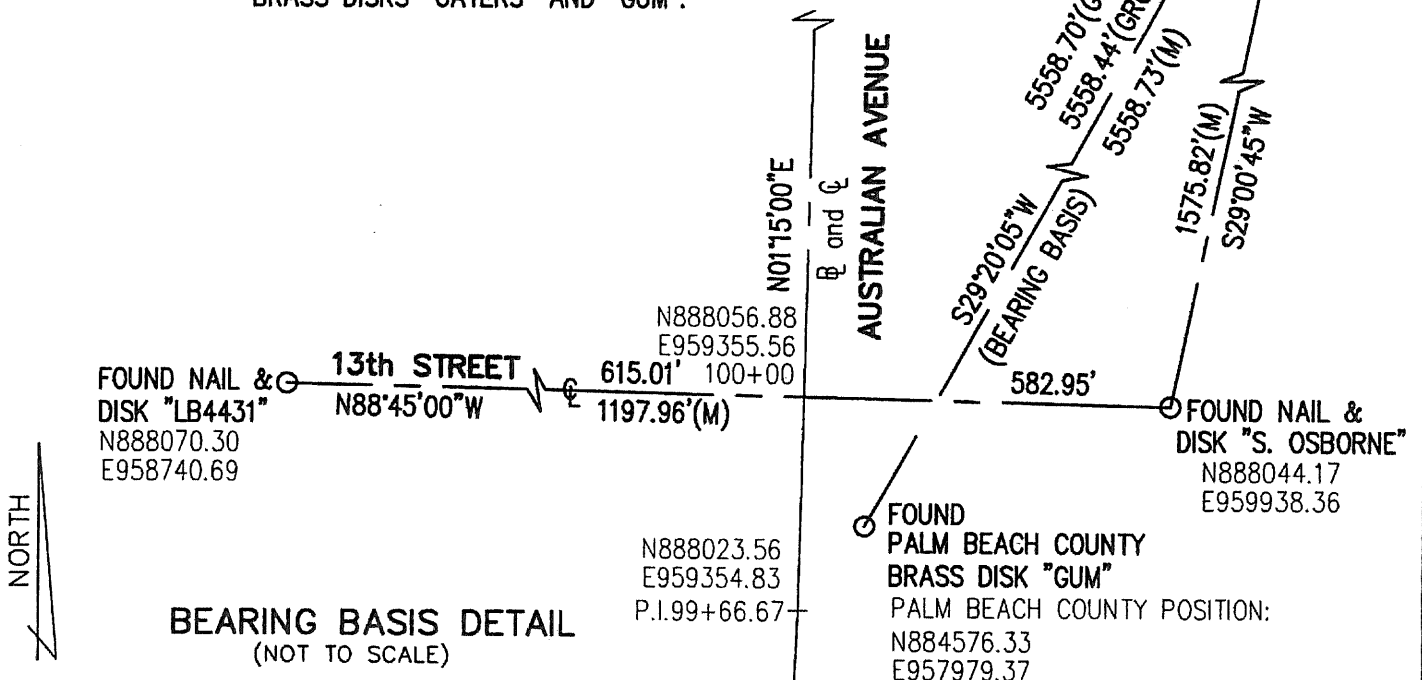 BRASS DISKS "GATERS" AND "GUM".
AUSTRALIAN AVENUE
N01°15'00"E
BL and CL
5558.44'(GR
5558.73'(M)
S29°20'05"W
(BEARING BASIS)
1575.82'(M)
S29°00'45"W
N888056.88
E959355.56
FOUND NAIL &
DISK "LB4431"
N888070.30
E958740.69
13th STREET
N88°45'00"W
CL
615.01' 100+00
1197.96'(M)
582.95'
FOUND NAIL &
DISK "S. OSBORNE"
N888044.17
E959938.36
FOUND
PALM BEACH COUNTY
BRASS DISK "GUM"
PALM BEACH COUNTY POSITION:
N884576.33
E957979.37
N888023.56
E959354.83
P.I.99+66.67
NORTH
BEARING BASIS DETAIL
(NOT TO SCALE)